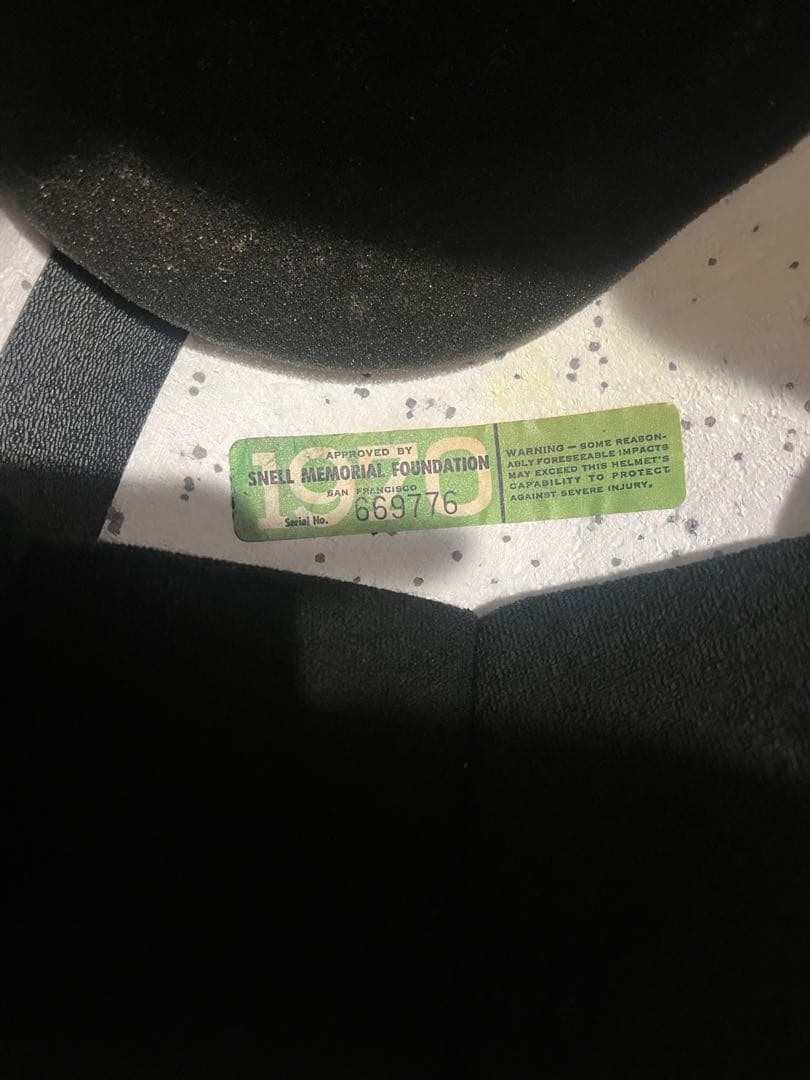 1970
APPROVED BY
SNELL MEMORIAL FOUNDATION
SAN FRANCISCO
Serial No. 669776
WARNING — SOME REASON-
ABLY FORESEEABLE IMPACTS
MAY EXCEED THIS HELMET'S
CAPABILITY TO PROTECT
AGAINST SEVERE INJURY.